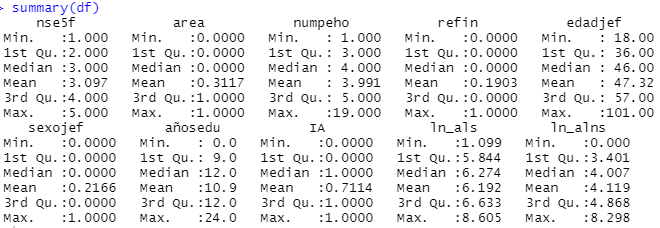 > summary(df)
nse5f area numpeho refin edadjef
Min. :1.000 Min. :0.0000 Min. : 1.000 Min. :0.0000 Min. : 18.00
1st Qu.:2.000 1st Qu.:0.0000 1st Qu.: 3.000 1st Qu.:0.0000 1st Qu.: 36.00
Median :3.000 Median :0.0000 Median : 4.000 Median :0.0000 Median : 46.00
Mean :3.097 Mean :0.3117 Mean : 3.991 Mean :0.1903 Mean : 47.32
3rd Qu.:4.000 3rd Qu.:1.0000 3rd Qu.: 5.000 3rd Qu.:0.0000 3rd Qu.: 57.00
Max. :5.000 Max. :1.0000 Max. :19.000 Max. :1.0000 Max. :101.00
sexojef añosedu IA ln_als ln_alns
Min. :0.0000 Min. : 0.0 Min. :0.0000 Min. :1.099 Min. :0.000
1st Qu.:0.0000 1st Qu.: 9.0 1st Qu.:0.0000 1st Qu.:5.844 1st Qu.:3.401
Median :0.0000 Median :12.0 Median :1.0000 Median :6.274 Median :4.007
Mean :0.2166 Mean :10.9 Mean :0.7114 Mean :6.192 Mean :4.119
3rd Qu.:0.0000 3rd Qu.:12.0 3rd Qu.:1.0000 3rd Qu.:6.633 3rd Qu.:4.868
Max. :1.0000 Max. :24.0 Max. :1.0000 Max. :8.605 Max. :8.298